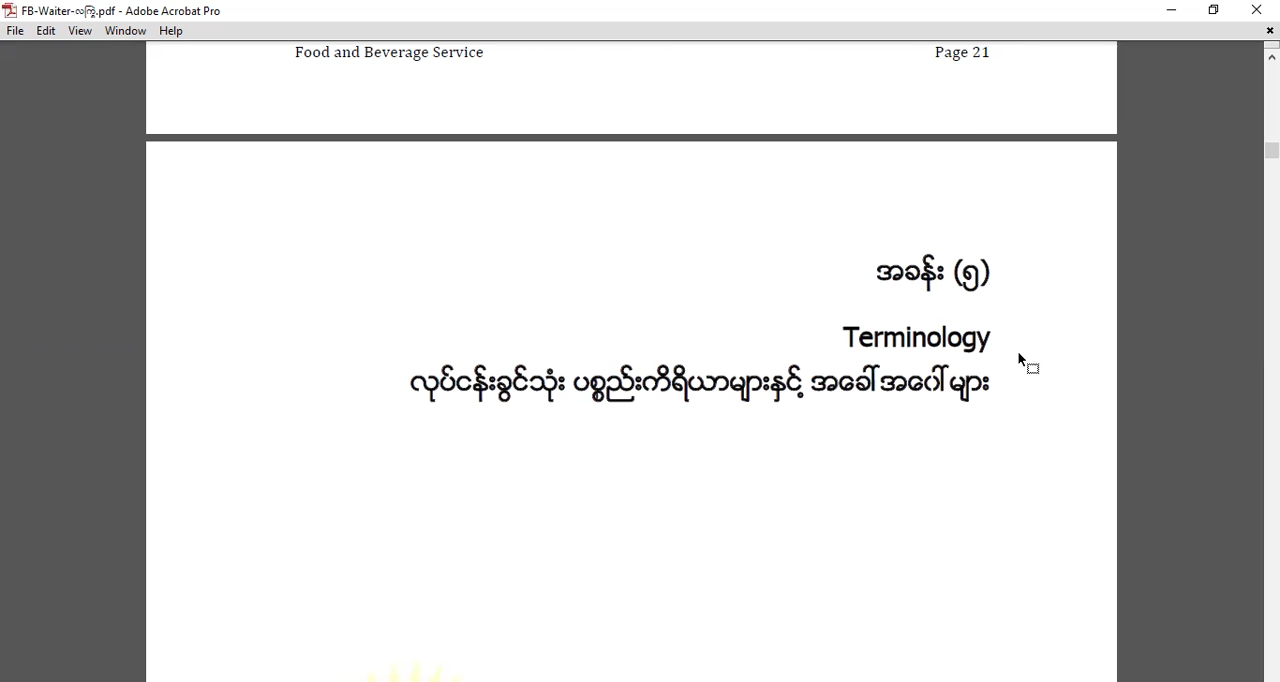 FB-Waiter-လကြွ.pdf - Adobe Acrobat Pro
File Edit View Window Help
Food and Beverage Service Page 21
အခန်း (၅)
Terminology
လုပ်ငန်းခွင်သုံး ပစ္စည်းကိရိယာများနှင့် အခေါ်အဝေါ်များ